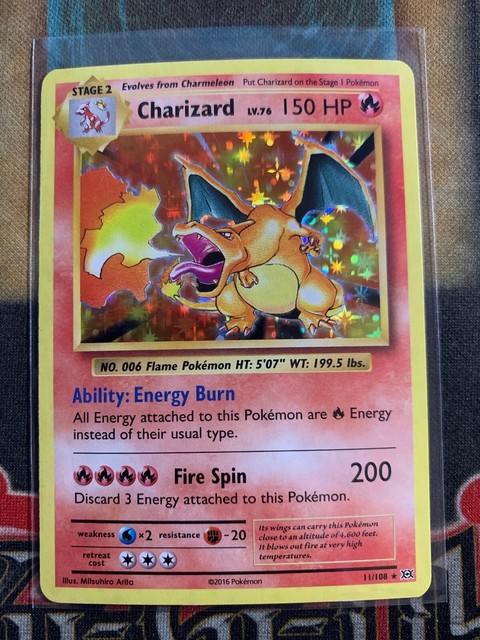 STAGE 2
Evolves from Charmeleon Put Charizard on the Stage 1 Pokémon
Charizard LV.76 150 HP
NO. 006 Flame Pokémon HT: 5'07" WT: 199.5 lbs.
Ability: Energy Burn
All Energy attached to this Pokémon are Energy
instead of their usual type.
Fire Spin 200
Discard 3 Energy attached to this Pokémon.
weakness ×2 resistance -20
retreat
cost
Its wings can carry this Pokémon
close to an altitude of 4,600 feet.
It blows out fire at very high
temperatures.
Illus. Mitsuhiro Arita ©2016 Pokémon 11/108 ★